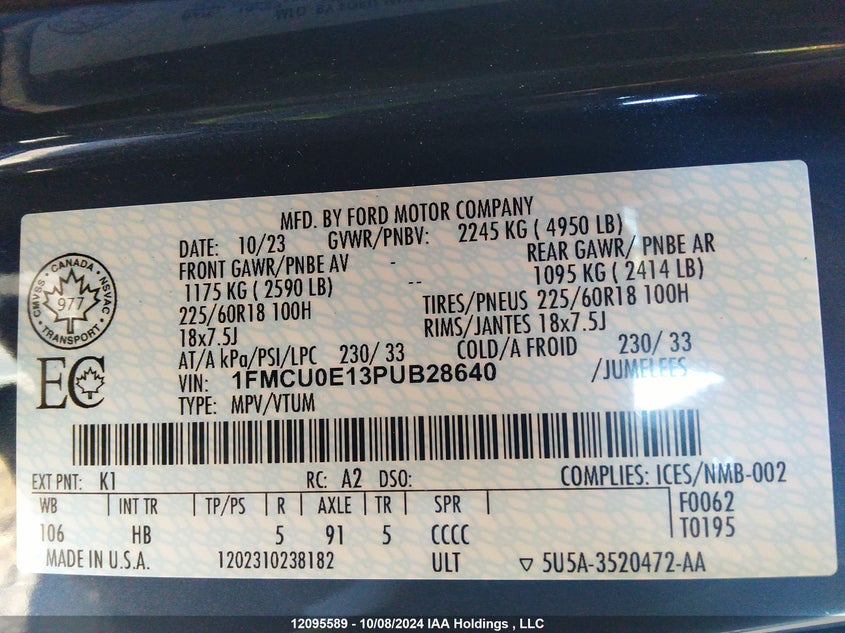 MFD. BY FORD MOTOR COMPANY
DATE: 10/23 GVWR/PNBV: 2245 KG ( 4950 LB)
FRONT GAWR/PNBE AV - REAR GAWR/ PNBE AR
1175 KG ( 2590 LB) -- 1095 KG ( 2414 LB)
225/60R18 100H TIRES/PNEUS 225/60R18 100H
18x7.5J RIMS/JANTES 18x7.5J
AT/A kPa/PSI/LPC 230/ 33 COLD/A FROID 230/ 33
VIN: 1FMCU0E13PUB28640 /JUMELEES
TYPE: MPV/VTUM
CANADA
CMVSS · NSVAC
977
TRANSPORT
EC
EXT PNT: K1 RC: A2 DSO: COMPLIES: ICES/NMB-002
WB INT TR TP/PS R AXLE TR SPR F0062
106 HB 5 91 5 CCCC T0195
MADE IN U.S.A. 1202310238182 ULT ▽ 5U5A-3520472-AA
12095589 - 10/08/2024 IAA Holdings , LLC